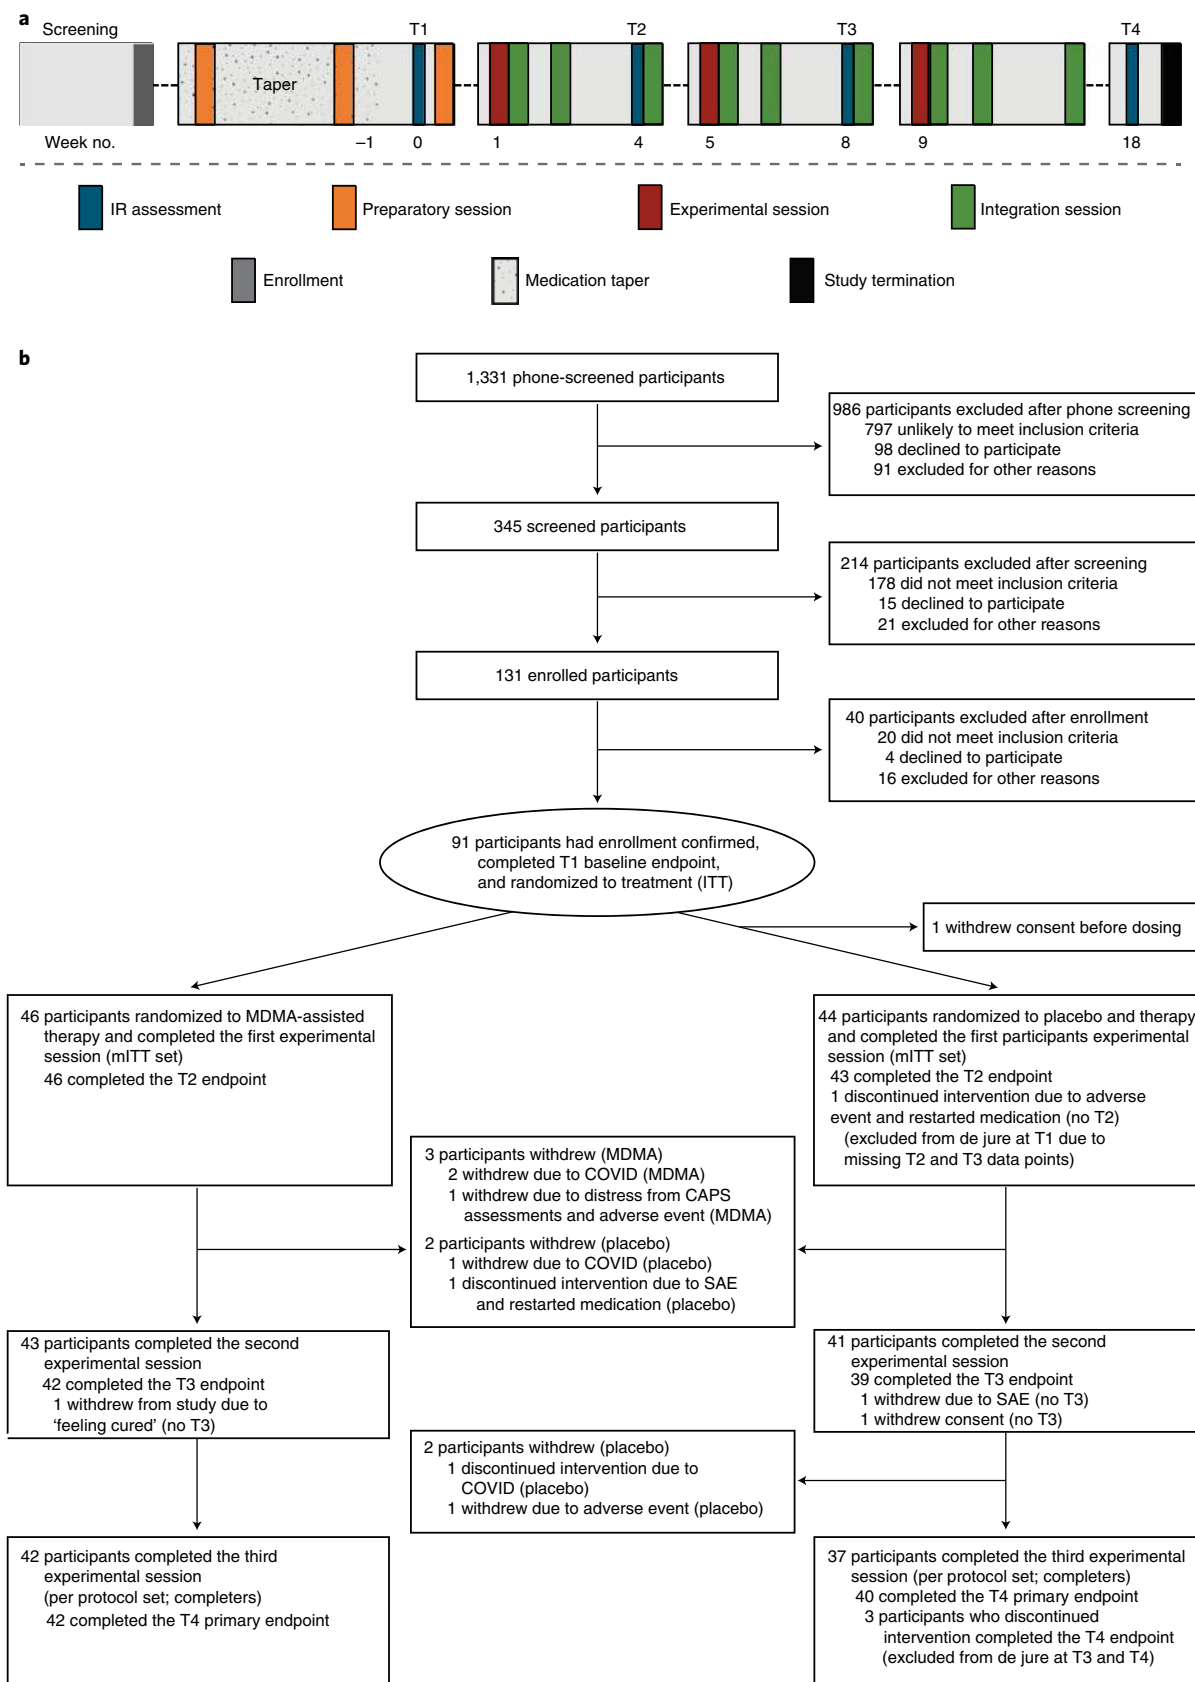 a
Screening
T1
T2
T3
T4
Taper
Week no.
–1
0
1
4
5
8
9
18
IR assessment
Preparatory session
Experimental session
Integration session
Enrollment
Medication taper
Study termination
b
1,331 phone-screened participants
986 participants excluded after phone screening
797 unlikely to meet inclusion criteria
98 declined to participate
91 excluded for other reasons
345 screened participants
214 participants excluded after screening
178 did not meet inclusion criteria
15 declined to participate
21 excluded for other reasons
131 enrolled participants
40 participants excluded after enrollment
20 did not meet inclusion criteria
4 declined to participate
16 excluded for other reasons
91 participants had enrollment confirmed,
completed T1 baseline endpoint,
and randomized to treatment (ITT)
1 withdrew consent before dosing
46 participants randomized to MDMA-assisted
therapy and completed the first experimental
session (mITT set)
46 completed the T2 endpoint
44 participants randomized to placebo and therapy
and completed the first participants experimental
session (mITT set)
43 completed the T2 endpoint
1 discontinued intervention due to adverse
event and restarted medication (no T2)
(excluded from de jure at T1 due to
missing T2 and T3 data points)
3 participants withdrew (MDMA)
2 withdrew due to COVID (MDMA)
1 withdrew due to distress from CAPS
assessments and adverse event (MDMA)
2 participants withdrew (placebo)
1 withdrew due to COVID (placebo)
1 discontinued intervention due to SAE
and restarted medication (placebo)
43 participants completed the second
experimental session
42 completed the T3 endpoint
1 withdrew from study due to
‘feeling cured’ (no T3)
41 participants completed the second
experimental session
39 completed the T3 endpoint
1 withdrew due to SAE (no T3)
1 withdrew consent (no T3)
2 participants withdrew (placebo)
1 discontinued intervention due to
COVID (placebo)
1 withdrew due to adverse event (placebo)
42 participants completed the third
experimental session
(per protocol set; completers)
42 completed the T4 primary endpoint
37 participants completed the third experimental
session (per protocol set; completers)
40 completed the T4 primary endpoint
3 participants who discontinued
intervention completed the T4 endpoint
(excluded from de jure at T3 and T4)